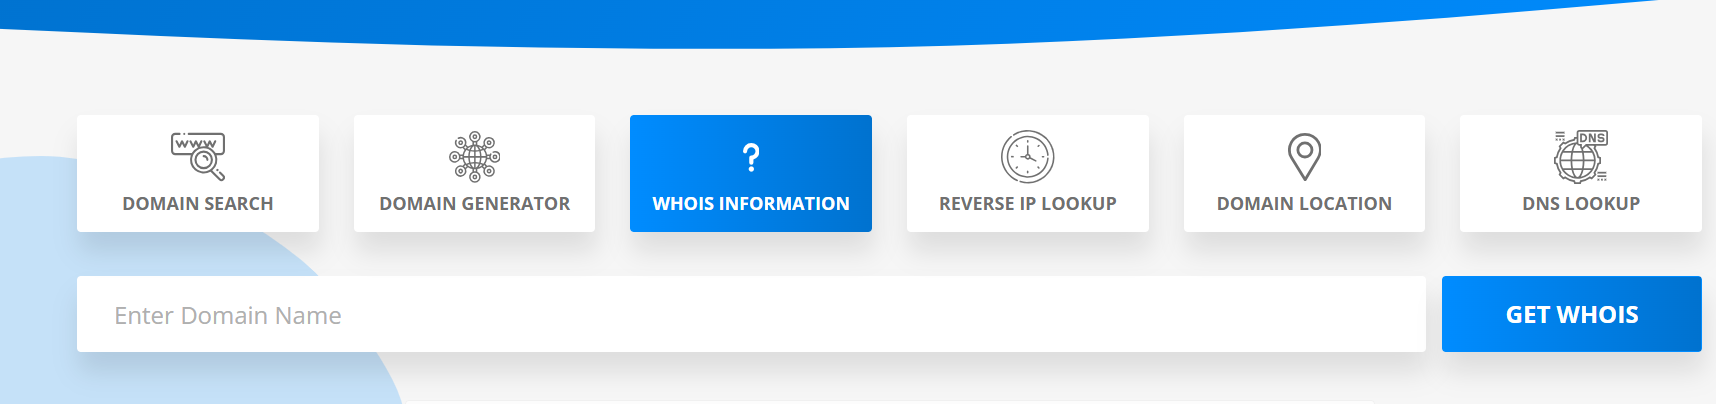 WWW
DNS
DOMAIN SEARCH
DOMAIN GENERATOR
?
WHOIS INFORMATION
REVERSE IP LOOKUP
DOMAIN LOCATION
DNS LOOKUP
Enter Domain Name
GET WHOIS